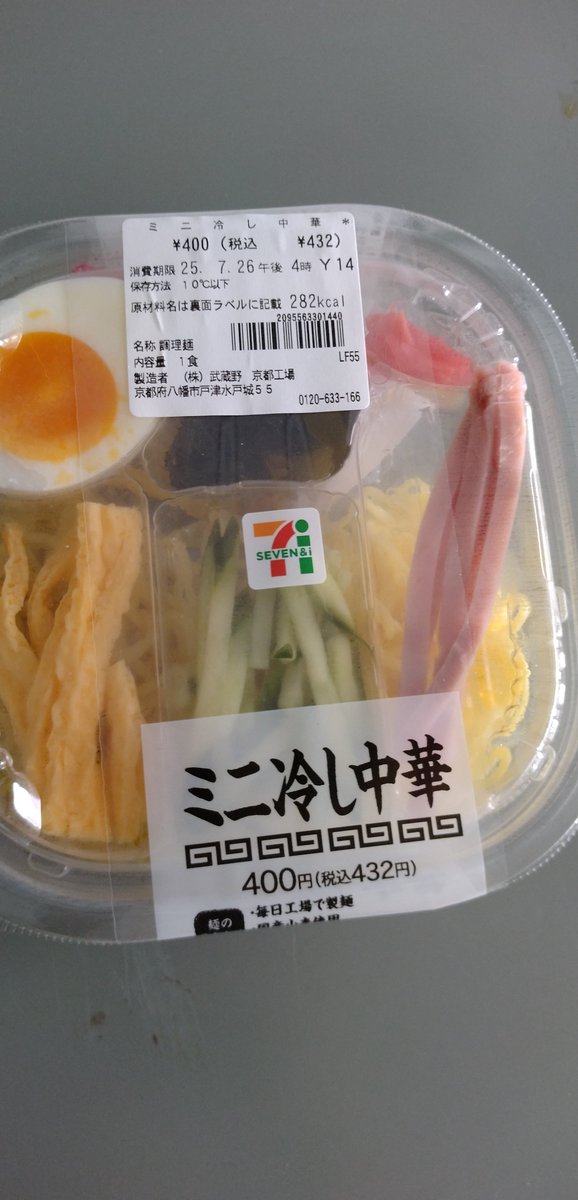 ミニ冷し中華*
¥400 (税込 ¥432)
消費期限 25. 7.26午後 4時 Y14
保存方法 10℃以下
原材料名は裏面ラベルに記載 282kcal
2095563301440
名称 調理麺
内容量 1食 LF55
製造者 (株)武蔵野 京都工場
京都府八幡市戸津水戸城55
0120-633-166
7i
SEVEN&i
ミニ冷し中華
400円(税込432円)
麺の
・毎日工場で製麺